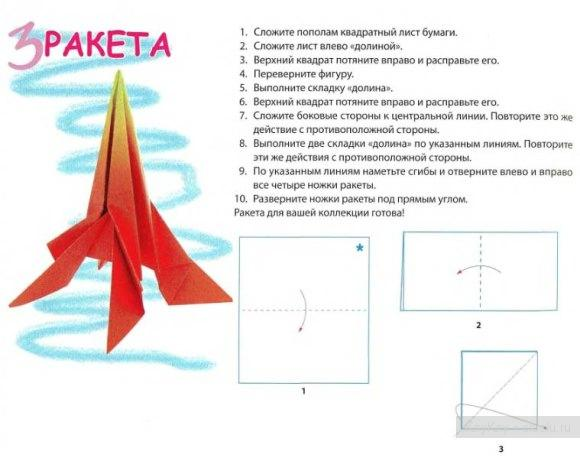 3 РАКЕТА
1. Сложите пополам квадратный лист бумаги.
2. Сложите лист влево «долиной».
3. Верхний квадрат потяните вправо и расправьте его.
4. Переверните фигуру.
5. Выполните складку «долина».
6. Верхний квадрат потяните вправо и расправьте его.
7. Сложите боковые стороны к центральной линии. Повторите это же
действие с противоположной стороны.
8. Выполните две складки «долина» по указанным линиям. Повторите
эти же действия с противоположной стороны.
9. По указанным линиям наметьте сгибы и отверните влево и вправо
все четыре ножки ракеты.
10. Разверните ножки ракеты под прямым углом.
Ракета для вашей коллекции готова!
*
1
2
3